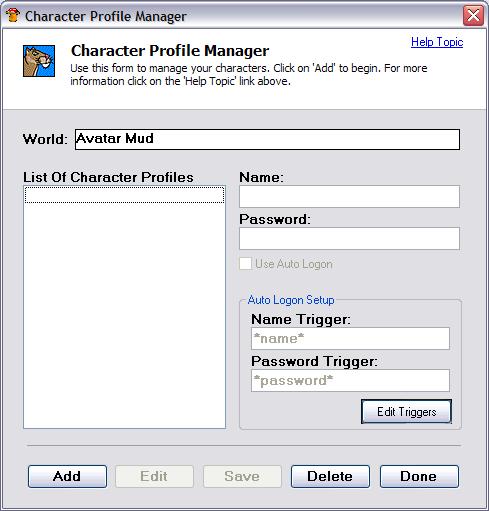 Character Profile Manager
Help Topic
Character Profile Manager
Use this form to manage your characters. Click on 'Add' to begin. For more
information click on the 'Help Topic' link above.
World: Avatar Mud
List Of Character Profiles
Name:
Password:
Use Auto Logon
Auto Logon Setup
Name Trigger:
*name*
Password Trigger:
*password*
Edit Triggers
Add Edit Save Delete Done